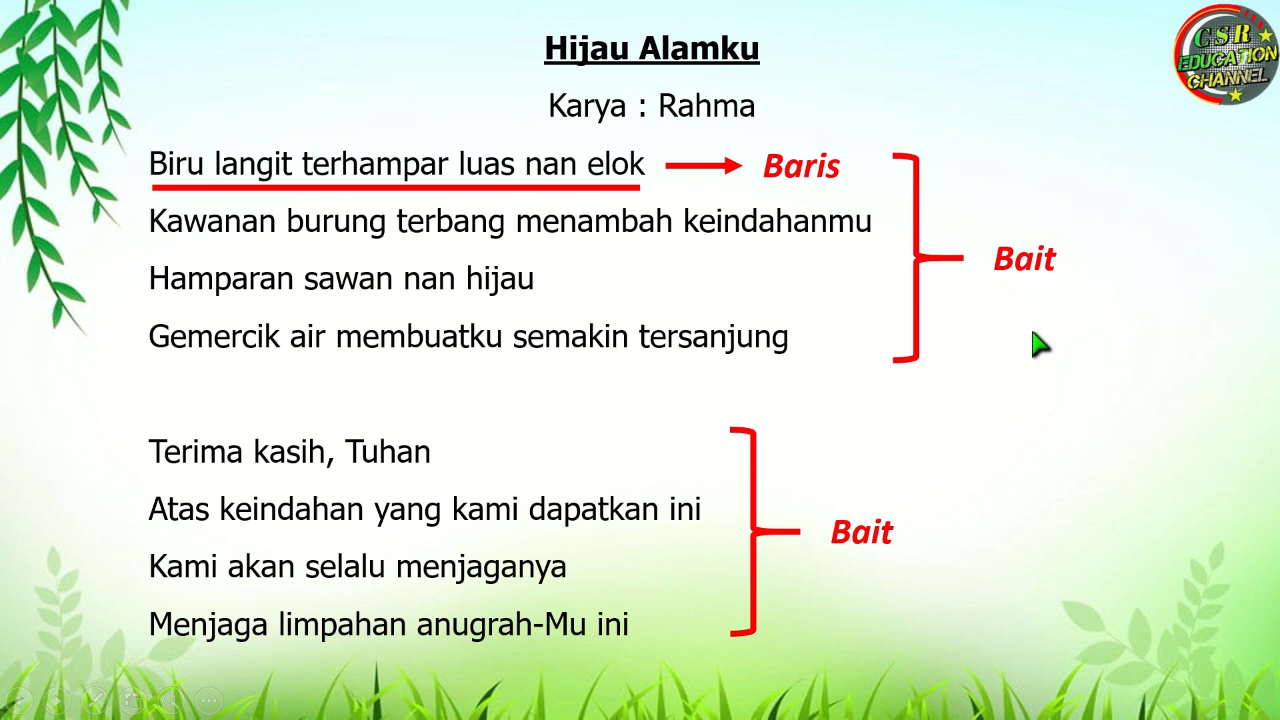 Hijau Alamku
CSR
EDUCATION
CHANNEL
Karya : Rahma
Biru langit terhampar luas nan elok
Baris
Kawanan burung terbang menambah keindahanmu
Bait
Hamparan sawan nan hijau
Gemercik air membuatku semakin tersanjung
Terima kasih, Tuhan
Atas keindahan yang kami dapatkan ini
Bait
Kami akan selalu menjaganya
Menjaga limpahan anugrah-Mu ini